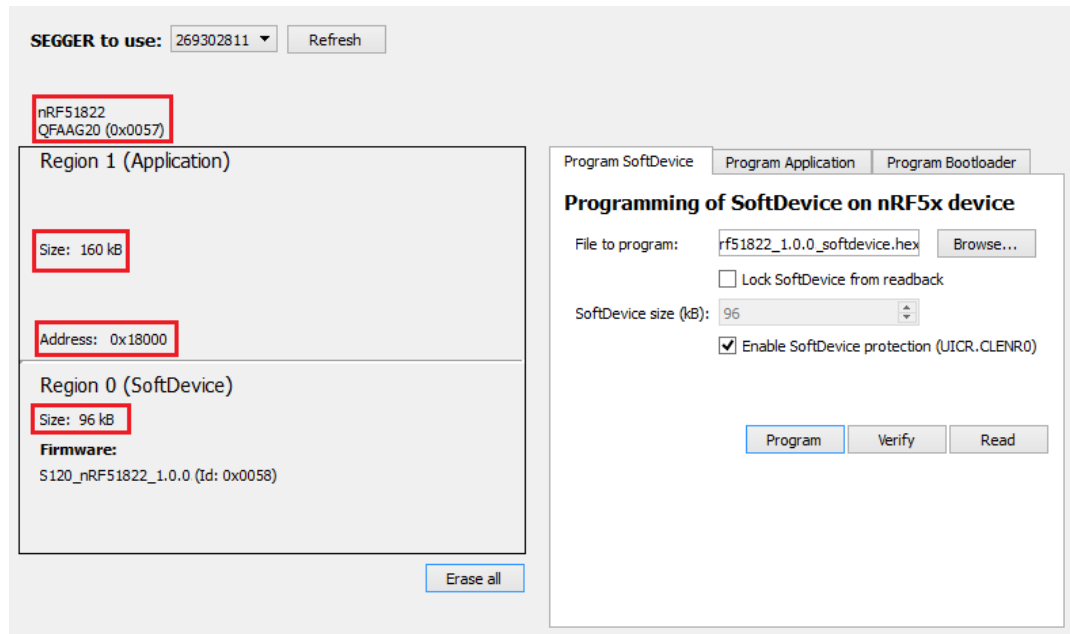 SEGGER to use: 269302811 Refresh
nRF51822
QFAAG20 (0x0057)
Region 1 (Application)
Size: 160 kB
Address: 0x18000
Region 0 (SoftDevice)
Size: 96 kB
Firmware:
S120_nRF51822_1.0.0 (Id: 0x0058)
Erase all
Program SoftDevice Program Application Program Bootloader
Programming of SoftDevice on nRF5x device
File to program: rf51822_1.0.0_softdevice.hex Browse...
Lock SoftDevice from readback
SoftDevice size (kB): 96
Enable SoftDevice protection (UICR.CLENR0)
Program Verify Read